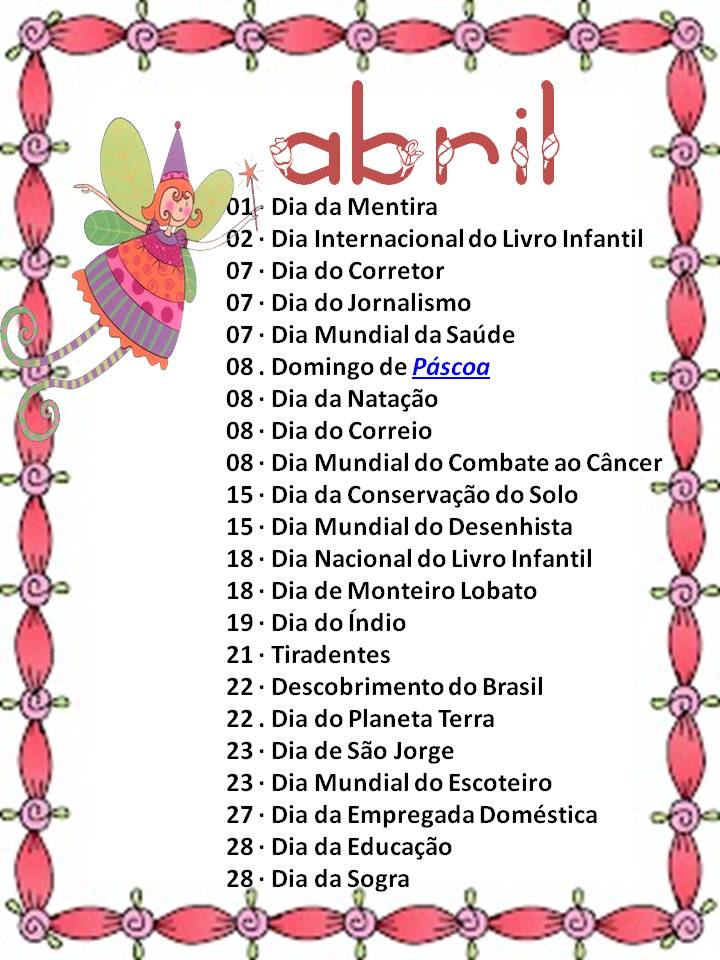 abril
01 · Dia da Mentira
02 · Dia Internacional do Livro Infantil
07 · Dia do Corretor
07 · Dia do Jornalismo
07 · Dia Mundial da Saúde
08 . Domingo de Páscoa
08 · Dia da Natação
08 · Dia do Correio
08 · Dia Mundial do Combate ao Câncer
15 · Dia da Conservação do Solo
15 · Dia Mundial do Desenhista
18 · Dia Nacional do Livro Infantil
18 · Dia de Monteiro Lobato
19 · Dia do Índio
21 · Tiradentes
22 · Descobrimento do Brasil
22 . Dia do Planeta Terra
23 · Dia de São Jorge
23 · Dia Mundial do Escoteiro
27 · Dia da Empregada Doméstica
28 · Dia da Educação
28 · Dia da Sogra